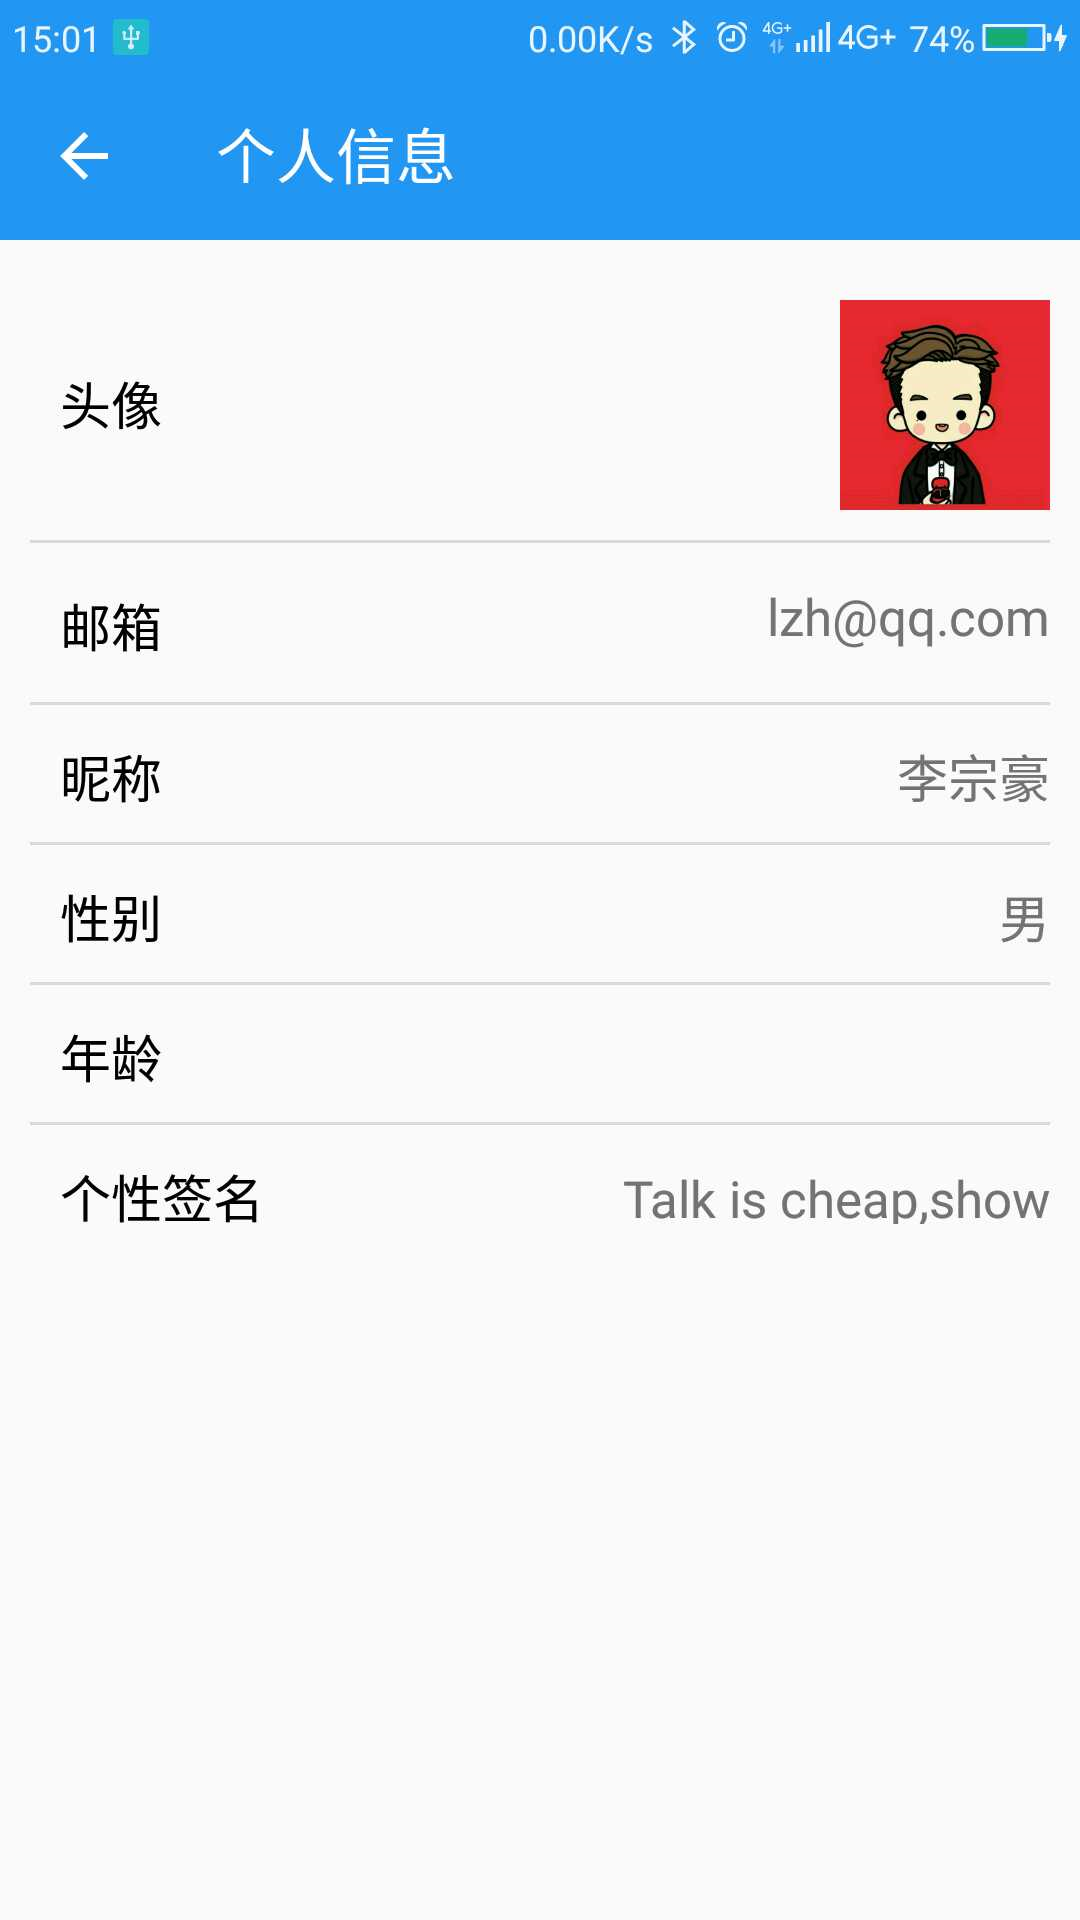 15:01 0.00K/s 4G+ 4G+ 74%
个人信息
头像
邮箱 lzh@qq.com
昵称 李宗豪
性别 男
年龄
个性签名 Talk is cheap,show